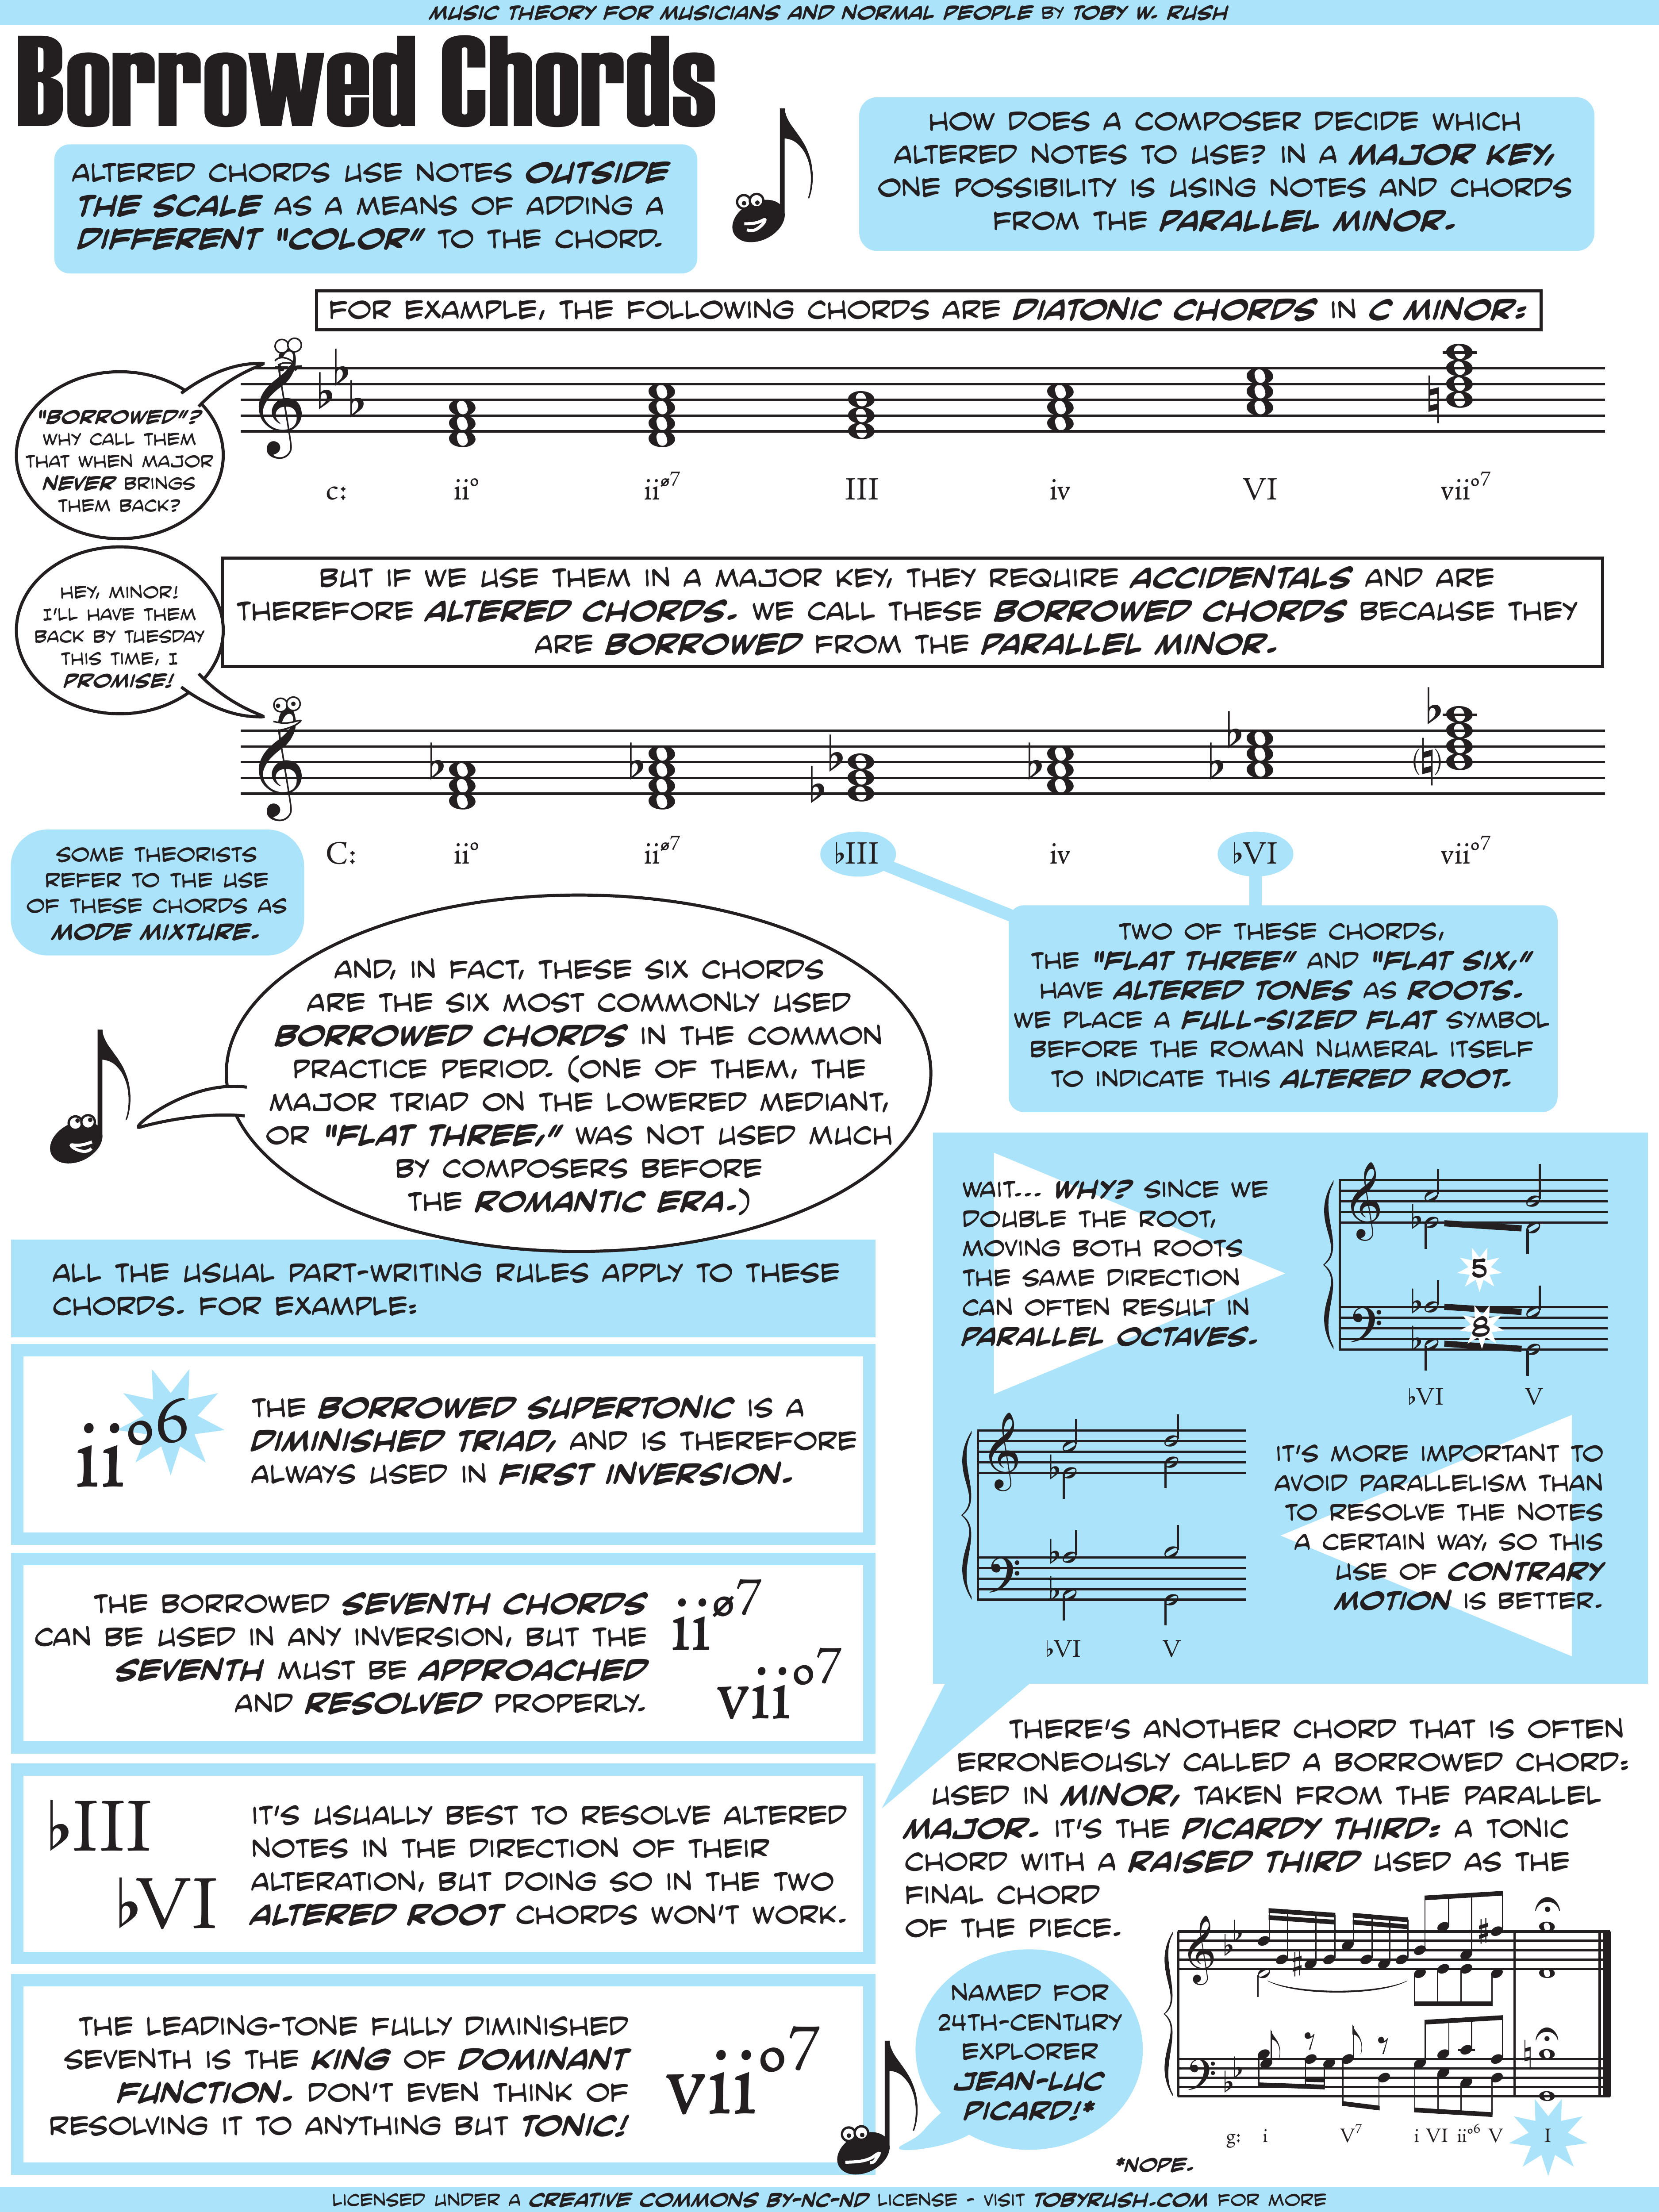 MUSIC THEORY FOR MUSICIANS AND NORMAL PEOPLE BY TOBY W. RUSH
Borrowed Chords
ALTERED CHORDS USE NOTES OUTSIDE
THE SCALE AS A MEANS OF ADDING A
DIFFERENT "COLOR" TO THE CHORD.
HOW DOES A COMPOSER DECIDE WHICH
ALTERED NOTES TO USE? IN A MAJOR KEY,
ONE POSSIBILITY IS USING NOTES AND CHORDS
FROM THE PARALLEL MINOR.
FOR EXAMPLE, THE FOLLOWING CHORDS ARE DIATONIC CHORDS IN C MINOR:
"BORROWED"?
WHY CALL THEM
THAT WHEN MAJOR
NEVER BRINGS
THEM BACK?
c: ii° iiø7 III iv VI vii°7
HEY, MINOR!
I'LL HAVE THEM
BACK BY TUESDAY
THIS TIME, I
PROMISE!
BUT IF WE USE THEM IN A MAJOR KEY, THEY REQUIRE ACCIDENTALS AND ARE
THEREFORE ALTERED CHORDS. WE CALL THESE BORROWED CHORDS BECAUSE THEY
ARE BORROWED FROM THE PARALLEL MINOR.
C: ii° iiø7 ♭III iv ♭VI vii°7
SOME THEORISTS
REFER TO THE USE
OF THESE CHORDS AS
MODE MIXTURE.
TWO OF THESE CHORDS,
THE "FLAT THREE" AND "FLAT SIX,"
HAVE ALTERED TONES AS ROOTS.
WE PLACE A FULL-SIZED FLAT SYMBOL
BEFORE THE ROMAN NUMERAL ITSELF
TO INDICATE THIS ALTERED ROOT.
AND, IN FACT, THESE SIX CHORDS
ARE THE SIX MOST COMMONLY USED
BORROWED CHORDS IN THE COMMON
PRACTICE PERIOD. (ONE OF THEM, THE
MAJOR TRIAD ON THE LOWERED MEDIANT,
OR "FLAT THREE," WAS NOT USED MUCH
BY COMPOSERS BEFORE
THE ROMANTIC ERA.)
ALL THE USUAL PART-WRITING RULES APPLY TO THESE
CHORDS. FOR EXAMPLE:
ii°6
THE BORROWED SUPERTONIC IS A
DIMINISHED TRIAD, AND IS THEREFORE
ALWAYS USED IN FIRST INVERSION.
THE BORROWED SEVENTH CHORDS
CAN BE USED IN ANY INVERSION, BUT THE
SEVENTH MUST BE APPROACHED
AND RESOLVED PROPERLY.
iiø7
vii°7
♭III
♭VI
IT'S USUALLY BEST TO RESOLVE ALTERED
NOTES IN THE DIRECTION OF THEIR
ALTERATION, BUT DOING SO IN THE TWO
ALTERED ROOT CHORDS WON'T WORK.
WAIT... WHY? SINCE WE
DOUBLE THE ROOT,
MOVING BOTH ROOTS
THE SAME DIRECTION
CAN OFTEN RESULT IN
PARALLEL OCTAVES.
5
8
♭VI V
IT'S MORE IMPORTANT TO
AVOID PARALLELISM THAN
TO RESOLVE THE NOTES
A CERTAIN WAY, SO THIS
USE OF CONTRARY
MOTION IS BETTER.
♭VI V
THE LEADING-TONE FULLY DIMINISHED
SEVENTH IS THE KING OF DOMINANT
FUNCTION. DON'T EVEN THINK OF
RESOLVING IT TO ANYTHING BUT TONIC!
vii°7
THERE'S ANOTHER CHORD THAT IS OFTEN
ERRONEOUSLY CALLED A BORROWED CHORD:
USED IN MINOR, TAKEN FROM THE PARALLEL
MAJOR. IT'S THE PICARDY THIRD: A TONIC
CHORD WITH A RAISED THIRD USED AS THE
FINAL CHORD
OF THE PIECE.
NAMED FOR
24TH-CENTURY
EXPLORER
JEAN-LUC
PICARD!*
g: i V7 i VI ii°6 V I
*NOPE.
LICENSED UNDER A CREATIVE COMMONS BY-NC-ND LICENSE - VISIT TOBYRUSH.COM FOR MORE